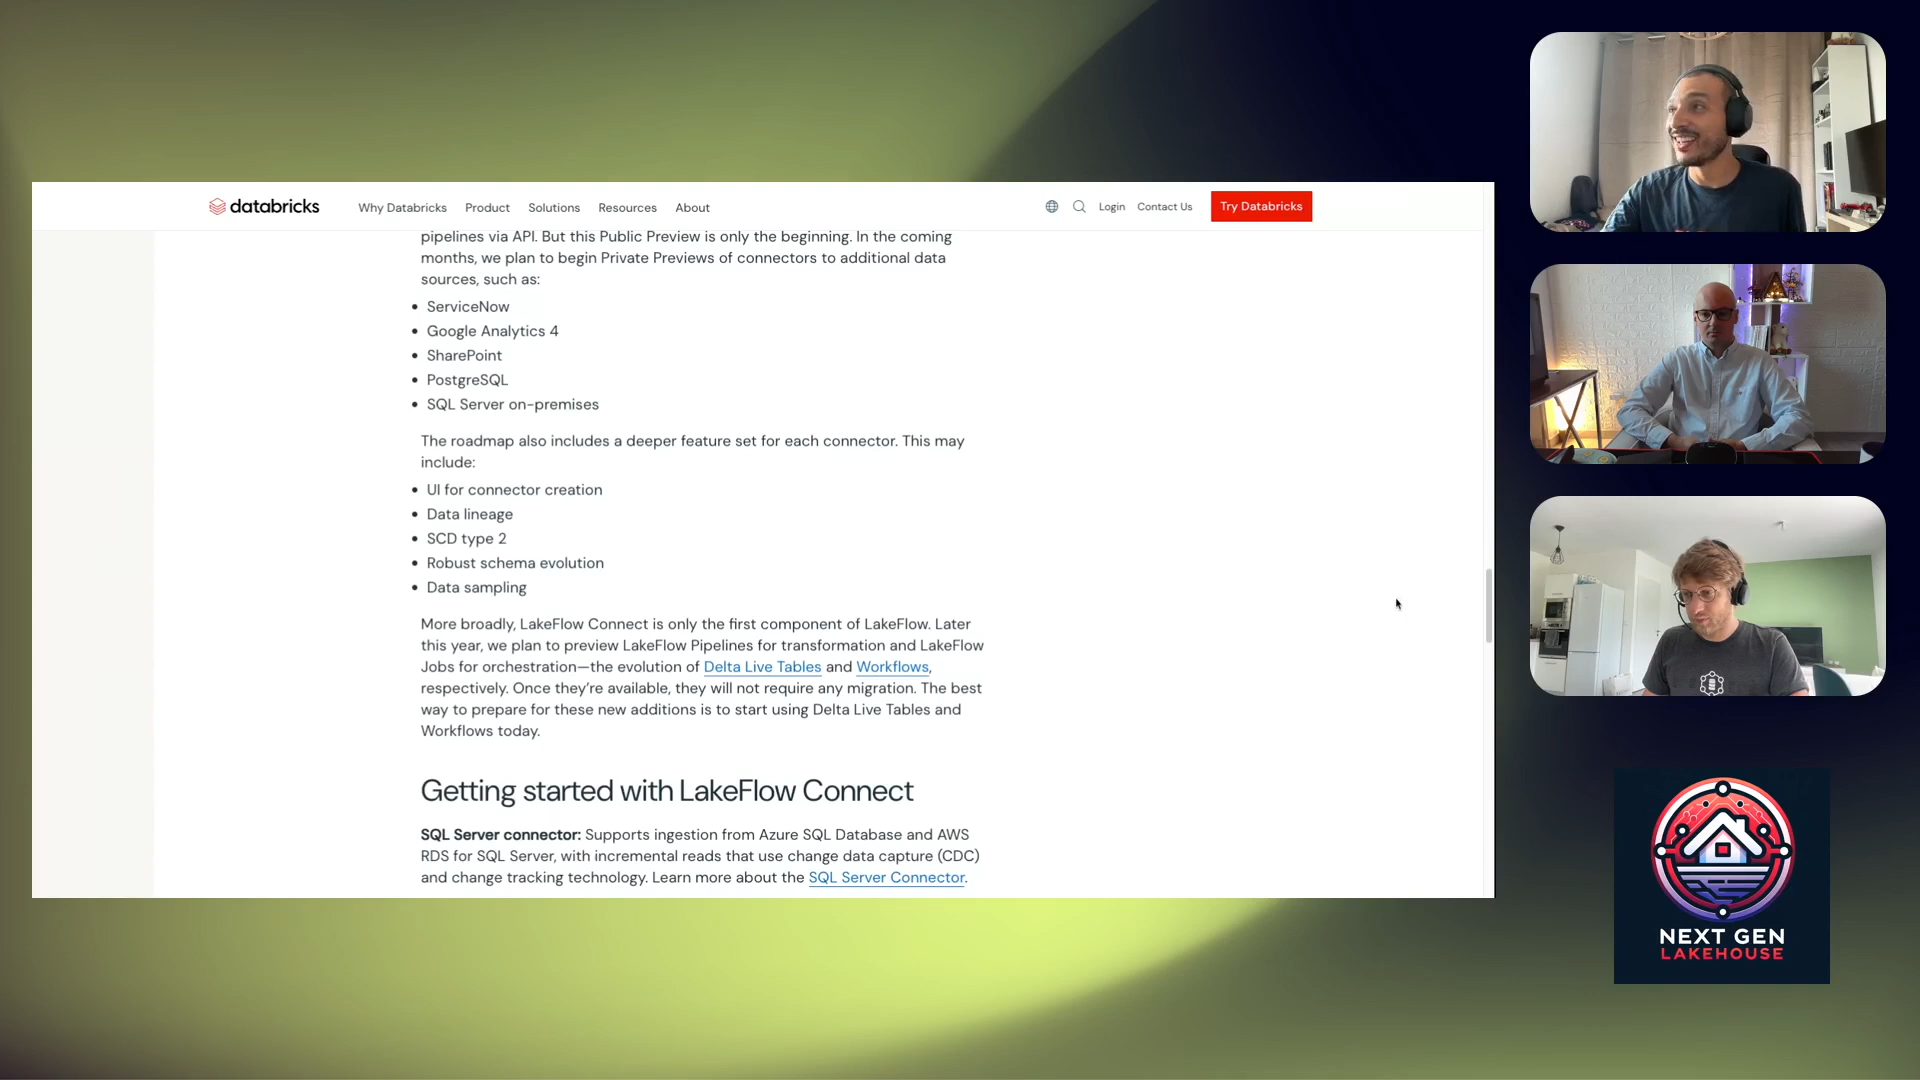 databricks
Why Databricks
Product
Solutions
Resources
About
Login
Contact Us
Try Databricks
pipelines via API. But this Public Preview is only the beginning. In the coming
months, we plan to begin Private Previews of connectors to additional data
sources, such as:
• ServiceNow
• Google Analytics 4
• SharePoint
• PostgreSQL
• SQL Server on-premises
The roadmap also includes a deeper feature set for each connector. This may
include:
• UI for connector creation
• Data lineage
• SCD type 2
• Robust schema evolution
• Data sampling
More broadly, LakeFlow Connect is only the first component of LakeFlow. Later
this year, we plan to preview LakeFlow Pipelines for transformation and LakeFlow
Jobs for orchestration—the evolution of Delta Live Tables and Workflows,
respectively. Once they’re available, they will not require any migration. The best
way to prepare for these new additions is to start using Delta Live Tables and
Workflows today.
Getting started with LakeFlow Connect
SQL Server connector: Supports ingestion from Azure SQL Database and AWS
RDS for SQL Server, with incremental reads that use change data capture (CDC)
and change tracking technology. Learn more about the SQL Server Connector.
NEXT GEN
LAKEHOUSE